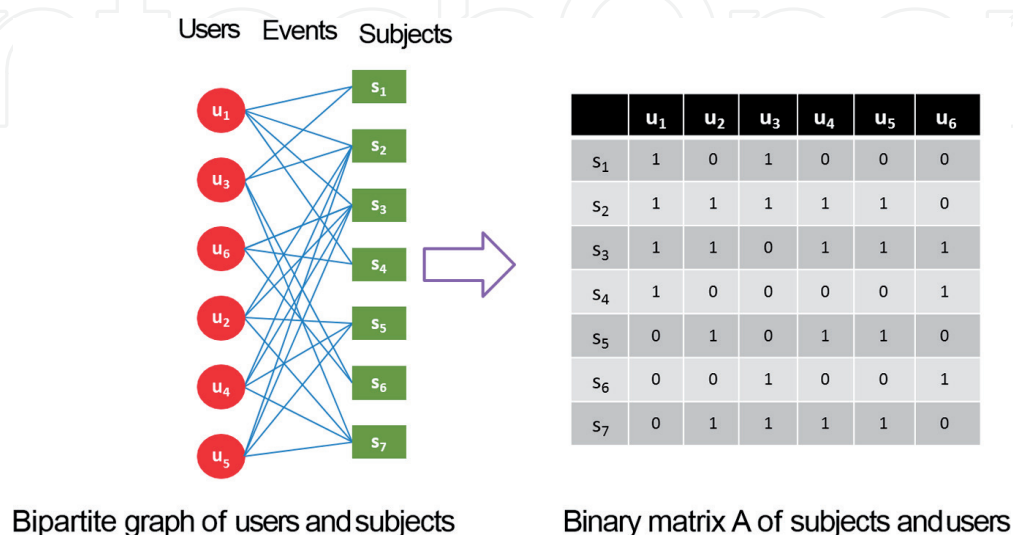 Users Events Subjects
u1
u3
u6
u2
u4
u5
s1
s2
s3
s4
s5
s6
s7
u1 u2 u3 u4 u5 u6
s1 1 0 1 0 0 0
s2 1 1 1 1 1 0
s3 1 1 0 1 1 1
s4 1 0 0 0 0 1
s5 0 1 0 1 1 0
s6 0 0 1 0 0 1
s7 0 1 1 1 1 0
Bipartite graph of users and subjects
Binary matrix A of subjects and users